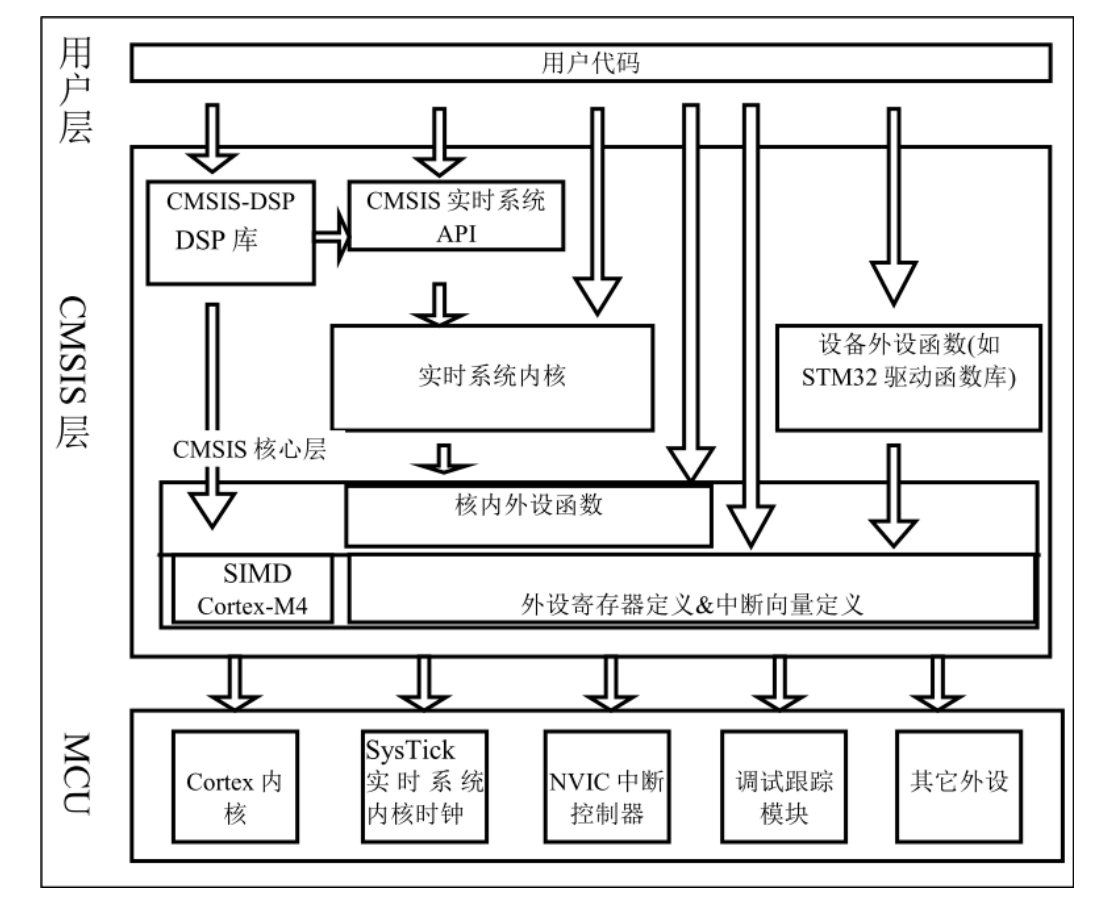 用户层
用户代码
CMSIS层
CMSIS-DSP
DSP 库
CMSIS 实时系统
API
实时系统内核
设备外设函数(如
STM32 驱动函数库)
CMSIS 核心层
核内外设函数
SIMD
Cortex-M4
外设寄存器定义&中断向量定义
MCU
Cortex 内
核
SysTick
实时系统
内核时钟
NVIC 中断
控制器
调试跟踪
模块
其它外设